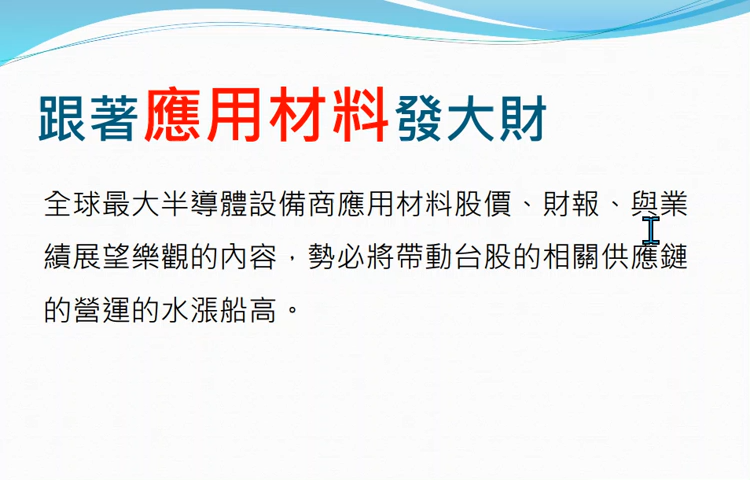 跟著應用材料發大財
全球最大半導體設備商應用材料股價、財報、與業
績展望樂觀的內容，勢必將帶動台股的相關供應鏈
的營運的水漲船高。